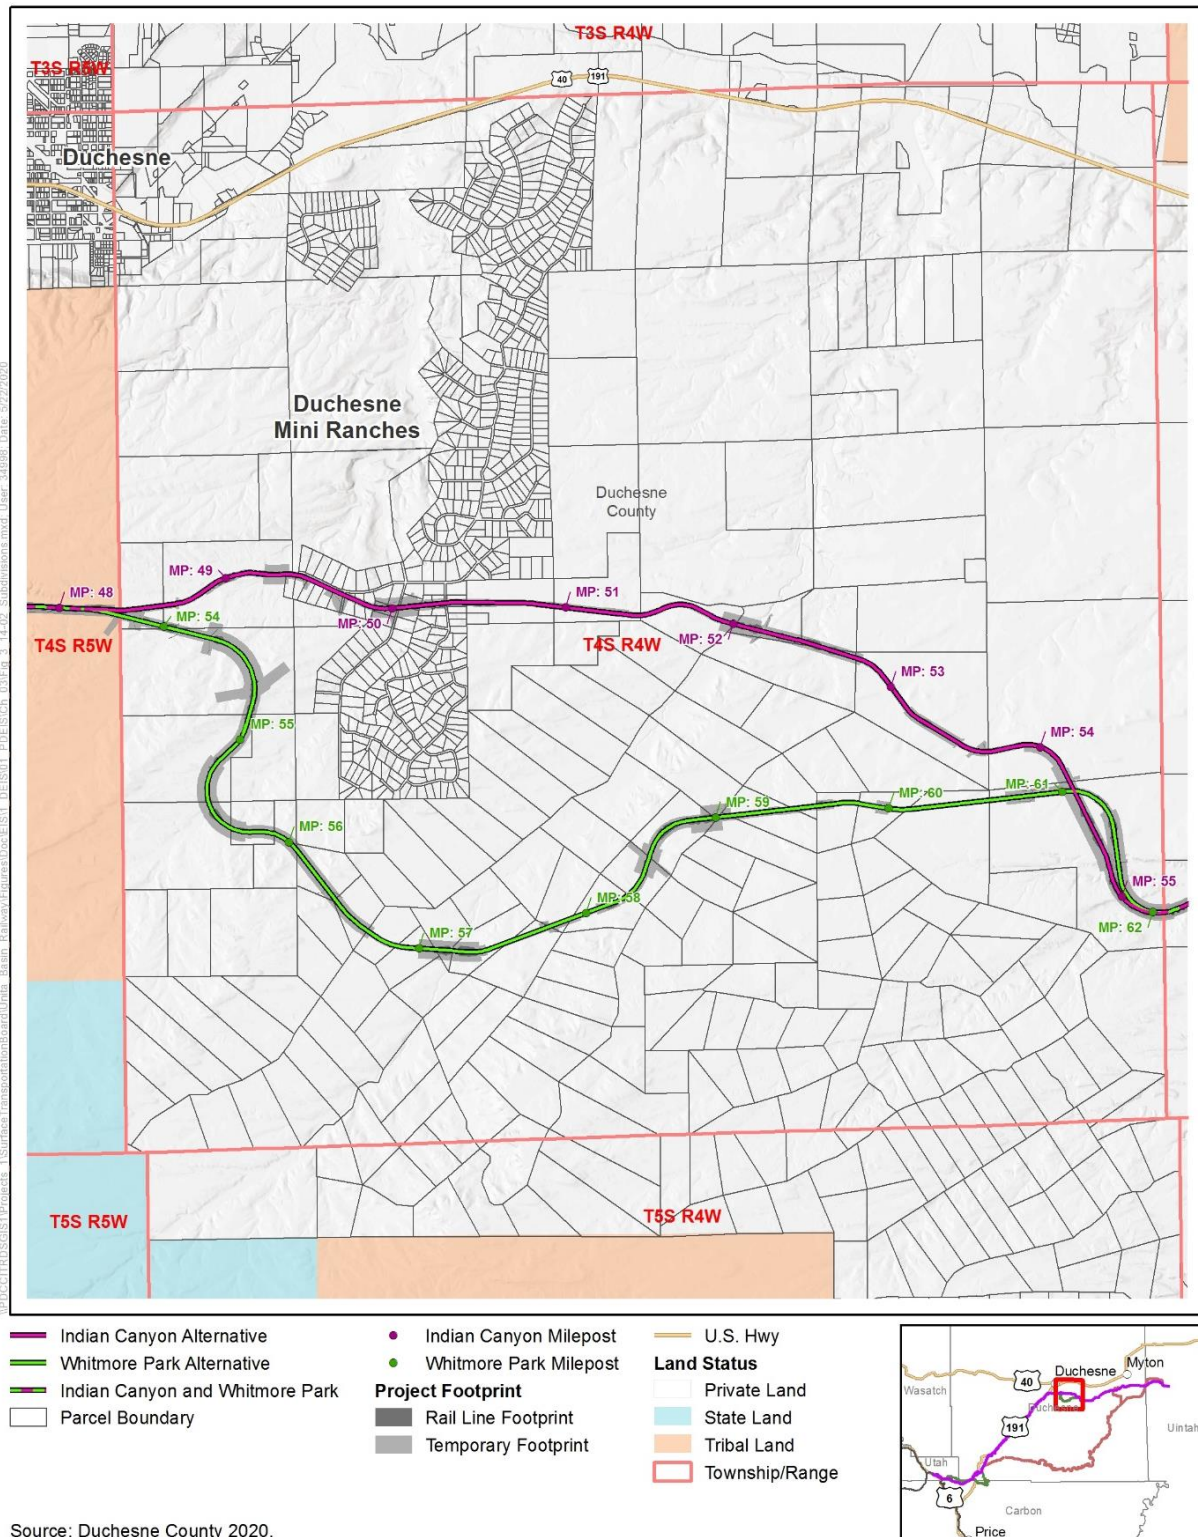 T3S R4W
T3S R5W
40
191
Duchesne
Duchesne
Mini Ranches
Duchesne
County
MP: 49
MP: 48
MP: 51
MP: 54
MP: 50
MP: 52
T4S R5W
T4S R4W
MP: 53
MP: 55
MP: 54
MP: 61
MP: 60
MP: 59
MP: 56
MP: 55
MP: 58
MP: 62
MP: 57
T5S R5W
T5S R4W
Indian Canyon Alternative
Whitmore Park Alternative
Indian Canyon and Whitmore Park
Parcel Boundary
Indian Canyon Milepost
Whitmore Park Milepost
Project Footprint
Rail Line Footprint
Temporary Footprint
U.S. Hwy
Land Status
Private Land
State Land
Tribal Land
Township/Range
Duchesne
Myton
40
Wasatch
Duchesne
191
Uintah
Utah
6
Carbon
Price
Source: Duchesne County 2020.